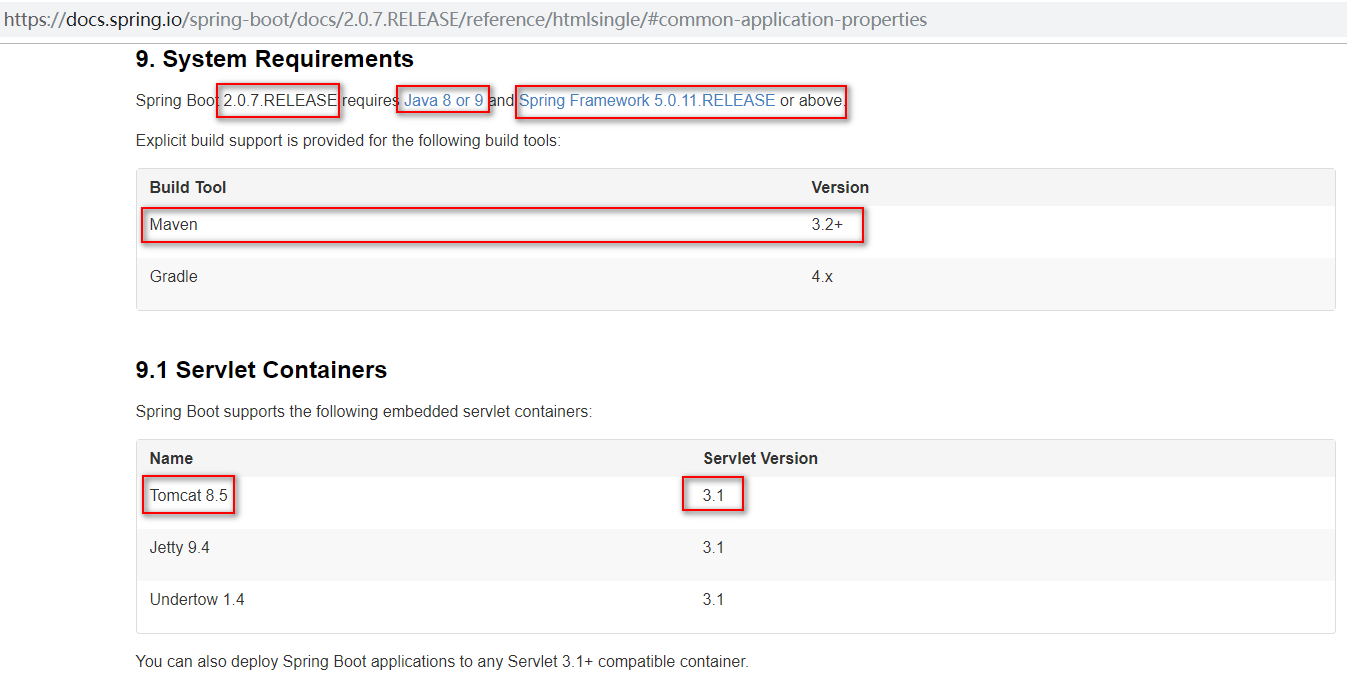 https://docs.spring.io/spring-boot/docs/2.0.7.RELEASE/reference/htmlsingle/#common-application-properties
9. System Requirements
Spring Boot 2.0.7.RELEASE requires Java 8 or 9 and Spring Framework 5.0.11.RELEASE or above.
Explicit build support is provided for the following build tools:
Build Tool Version
Maven 3.2+
Gradle 4.x
9.1 Servlet Containers
Spring Boot supports the following embedded servlet containers:
Name Servlet Version
Tomcat 8.5 3.1
Jetty 9.4 3.1
Undertow 1.4 3.1
You can also deploy Spring Boot applications to any Servlet 3.1+ compatible container.